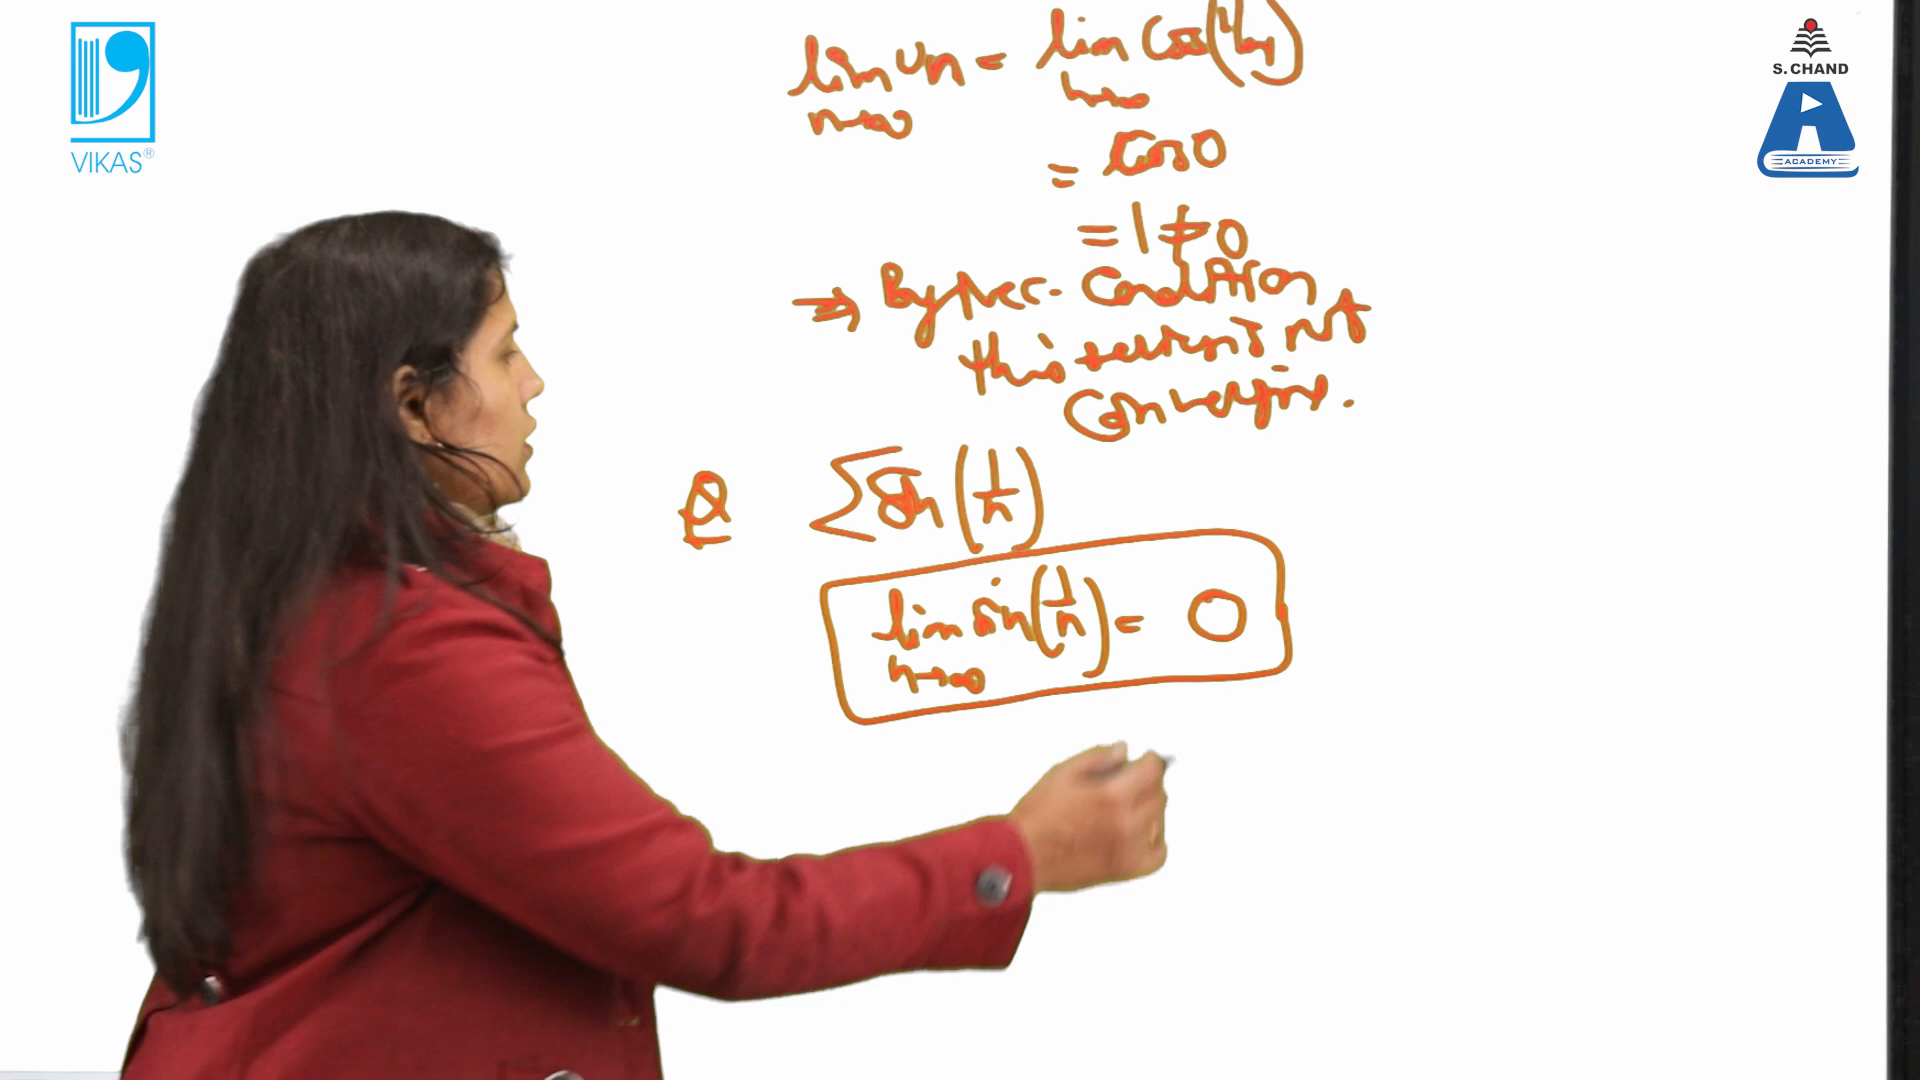 VIKAS®
S. CHAND
ACADEMY
lim Un = lim Cos(1/n)
n→∞ n→∞
= Cos 0
= 1 ≠ 0
⇒ By Nec. Condition
this series is not
Convergent.
Q Σ Sin (1/n)
lim sin (1/n) = 0
n→∞